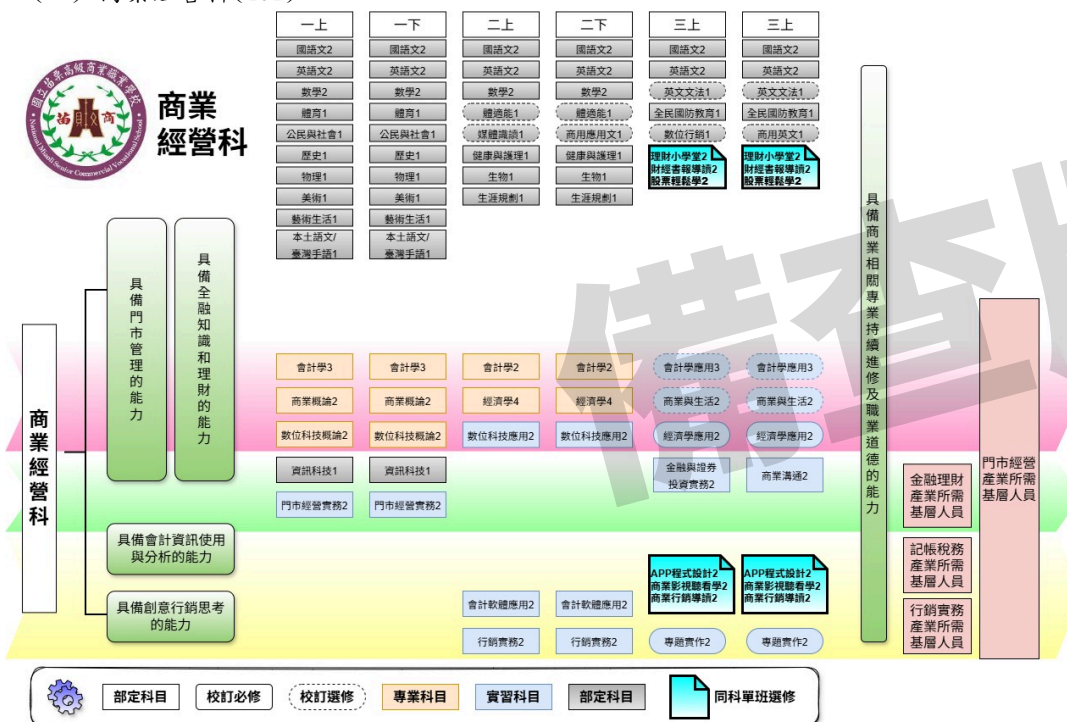 商業
經營科
國立苗栗高級商業職業學校
National Miaoli Senior Commercial Vocational School
苗 商
一上 一下 二上 二下 三上 三上
國語文2 國語文2 國語文2 國語文2 國語文2 國語文2
英語文2 英語文2 英語文2 英語文2 英語文2 英語文2
數學2 數學2 數學2 數學2 英文文法1 英文文法1
體育1 體育1 體適能1 體適能1 全民國防教育1 全民國防教育1
公民與社會1 公民與社會1 媒體識讀1 商用應用文1 數位行銷1 商用英文1
歷史1 歷史1 健康與護理1 健康與護理1
理財小學堂2
財經書報導讀2
股票輕鬆學2
理財小學堂2
財經書報導讀2
股票輕鬆學2
物理1 物理1 生物1 生物1
美術1 美術1 生涯規劃1 生涯規劃1
藝術生活1 藝術生活1
本土語文/
臺灣手語1
本土語文/
臺灣手語1
商業經營科
具備門市管理的能力
具備全融知識和理財的能力
會計學3 會計學3 會計學2 會計學2 會計學應用3 會計學應用3
商業概論2 商業概論2 經濟學4 經濟學4 商業與生活2 商業與生活2
數位科技概論2 數位科技概論2 數位科技應用2 數位科技應用2 經濟學應用2 經濟學應用2
資訊科技1 資訊科技1
金融與證券
投資實務2
商業溝通2
門市經營實務2 門市經營實務2
具備會計資訊使用
與分析的能力
具備創意行銷思考
的能力
APP程式設計2
商業影視聽看學2
商業行銷導讀2
APP程式設計2
商業影視聽看學2
商業行銷導讀2
會計軟體應用2 會計軟體應用2
行銷實務2 行銷實務2 專題實作2 專題實作2
具備商業相關專業持續進修及職業道德的能力
金融理財
產業所需
基層人員
記帳稅務
產業所需
基層人員
行銷實務
產業所需
基層人員
門市經營
產業所需
基層人員
部定科目 校訂必修 校訂選修 專業科目 實習科目 部定科目 同科單班選修
備查